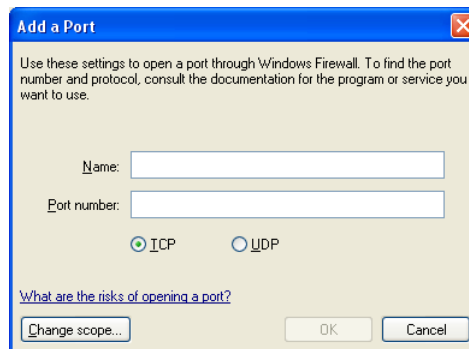 Add a Port
Use these settings to open a port through Windows Firewall. To find the port
number and protocol, consult the documentation for the program or service you
want to use.
Name:
Port number:
TCP
UDP
What are the risks of opening a port?
Change scope...
OK
Cancel